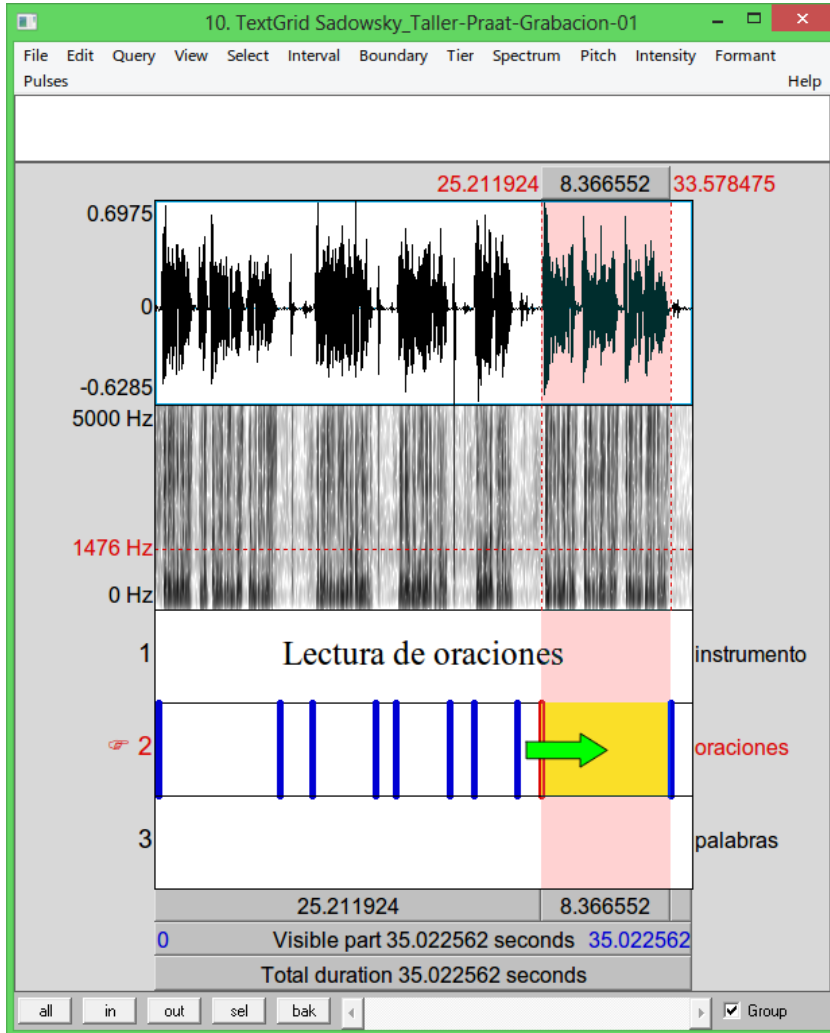 10. TextGrid Sadowsky_Taller-Praat-Grabacion-01
File Edit Query View Select Interval Boundary Tier Spectrum Pitch Intensity Formant
Pulses Help
25.211924 8.366552 33.578475
0.6975
0
-0.6285
5000 Hz
1476 Hz
0 Hz
1 Lectura de oraciones instrumento
2 oraciones
3 palabras
25.211924 8.366552
0 Visible part 35.022562 seconds 35.022562
Total duration 35.022562 seconds
all in out sel bak Group